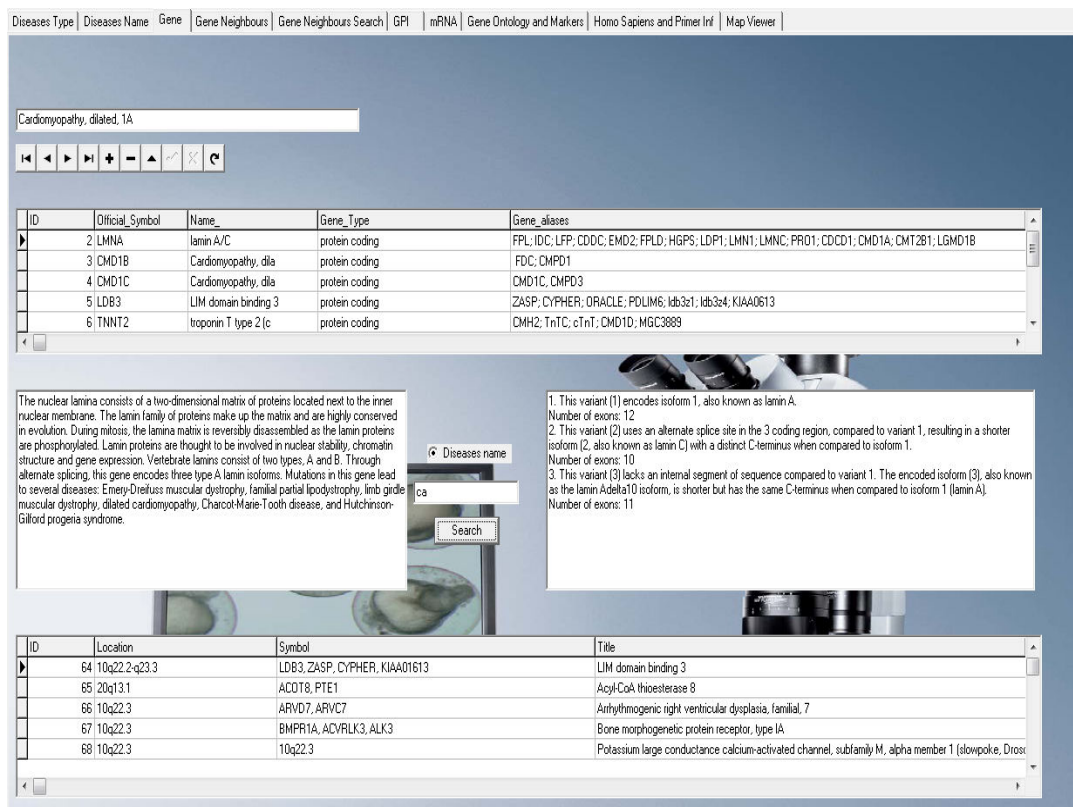 Diseases Type Diseases Name Gene Gene Neighbours Gene Neighbours Search GPI mRNA Gene Ontology and Markers Homo Sapiens and Primer Inf Map Viewer
Cardiomyopathy, dilated, 1A
ID Official_Symbol Name_ Gene_Type Gene_aliases
2 LMNA lamin A/C protein coding FPL; IDC; LFP; CDDC; EMD2; FPLD; HGPS; LDP1; LMN1; LMNC; PRO1; CDCD1; CMD1A; CMT2B1; LGMD1B
3 CMD1B Cardiomyopathy, dila protein coding FDC; CMPD1
4 CMD1C Cardiomyopathy, dila protein coding CMD1C, CMPD3
5 LDB3 LIM domain binding 3 protein coding ZASP; CYPHER; ORACLE; PDLIM6; ldb3z1; ldb3z4; KIAA0613
6 TNNT2 troponin T type 2 (c protein coding CMH2; TnTC; cTnT; CMD1D; MGC3889
The nuclear lamina consists of a two-dimensional matrix of proteins located next to the inner
nuclear membrane. The lamin family of proteins make up the matrix and are highly conserved
in evolution. During mitosis, the lamina matrix is reversibly disassembled as the lamin proteins
are phosphorylated. Lamin proteins are thought to be involved in nuclear stability, chromatin
structure and gene expression. Vertebrate lamins consist of two types, A and B. Through
alternate splicing, this gene encodes three type A lamin isoforms. Mutations in this gene lead
to several diseases: Emery-Dreifuss muscular dystrophy, familial partial lipodystrophy, limb girdle
muscular dystrophy, dilated cardiomyopathy, Charcot-Marie-Tooth disease, and Hutchinson-
Gilford progeria syndrome.
Diseases name
ca
Search
1. This variant (1) encodes isoform 1, also known as lamin A.
Number of exons: 12
2. This variant (2) uses an alternate splice site in the 3 coding region, compared to variant 1, resulting in a shorter
isoform (2, also known as lamin C) with a distinct C-terminus when compared to isoform 1.
Number of exons: 10
3. This variant (3) lacks an internal segment of sequence compared to variant 1. The encoded isoform (3), also known
as the lamin Adelta10 isoform, is shorter but has the same C-terminus when compared to isoform 1 (lamin A).
Number of exons: 11
ID Location Symbol Title
64 10q22.2-q23.3 LDB3, ZASP, CYPHER, KIAA01613 LIM domain binding 3
65 20q13.1 ACOT8, PTE1 Acyl-CoA thioesterase 8
66 10q22.3 ARVD7, ARVC7 Arrhythmogenic right ventricular dysplasia, familial, 7
67 10q22.3 BMPR1A, ACVRLK3, ALK3 Bone morphogenetic protein receptor, type IA
68 10q22.3 10q22.3 Potassium large conductance calcium-activated channel, subfamily M, alpha member 1 (slowpoke, Droso